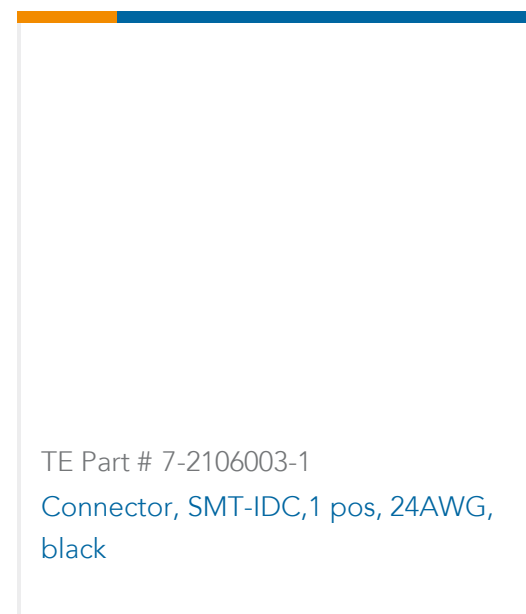 TE Part # 7-2106003-1
Connector, SMT-IDC,1 pos, 24AWG,
black